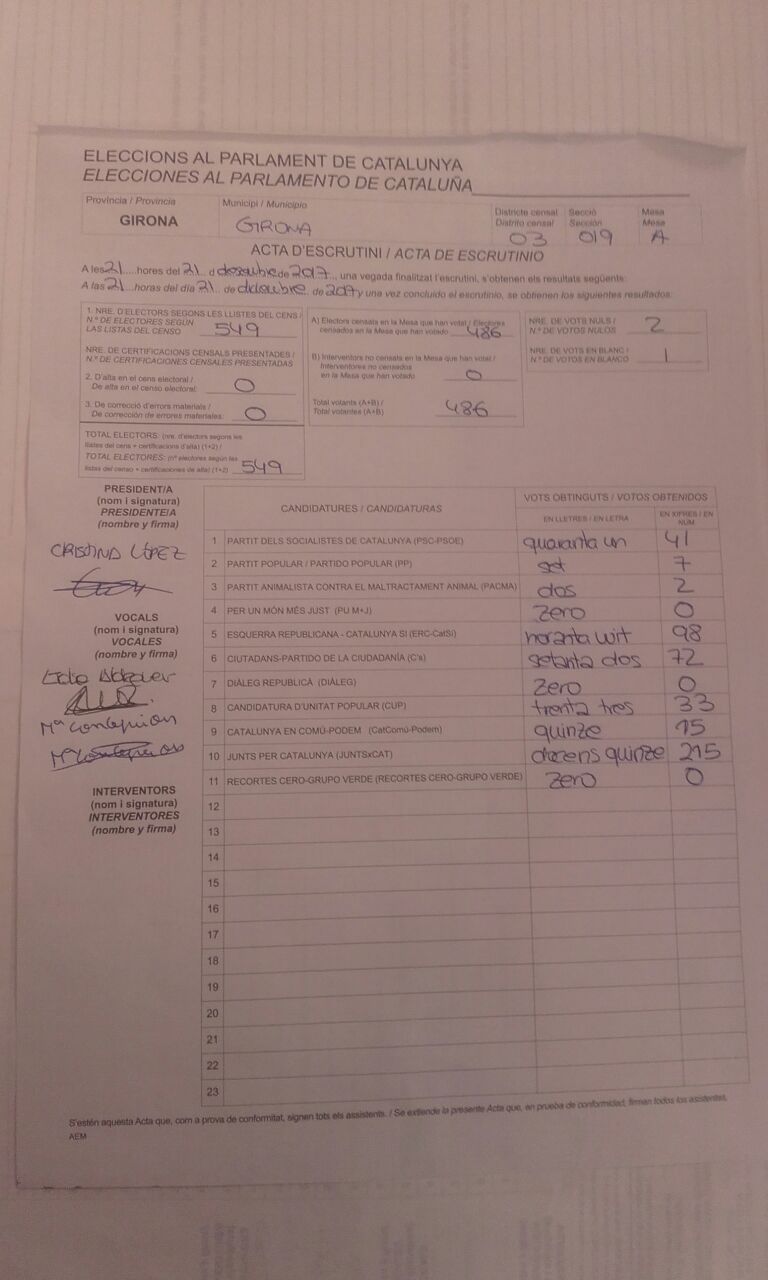 ELECCIONS AL PARLAMENT DE CATALUNYA
ELECCIONES AL PARLAMENTO DE CATALUÑA
Província / Provincia
GIRONA
Municipi / Municipio
GIRONA
Districte censal
Distrito censal
03
Secció
Sección
019
Mesa
Mesa
A
ACTA D'ESCRUTINI / ACTA DE ESCRUTINIO
A les 21 hores del 21 d desembre de 2017, una vegada finalitzat l'escrutini, s'obtenen els resultats següents:
A las 21 horas del día 21 de diciembre de 2017 y una vez concluido el escrutinio, se obtienen los siguientes resultados:
1. NRE. D'ELECTORS SEGONS LES LLISTES DEL CENS /
N.º DE ELECTORES SEGÚN
LAS LISTAS DEL CENSO 549
NRE. DE CERTIFICACIONS CENSALS PRESENTADES /
N.º DE CERTIFICACIONES CENSALES PRESENTADAS
2. D'alta en el cens electoral /
De alta en el censo electoral: 0
3. De correcció d'errors materials /
De corrección de errores materiales: 0
TOTAL ELECTORS: (nre. d'electors segons les
llistes del cens + certificacions d'alta) (1+2) /
TOTAL ELECTORES: (nº electores según las
listas del censo + certificaciones de alta) (1+2) 549
A) Electors censats en la Mesa que han votat / Electores
censados en la Mesa que han votado 486
B) Interventors no censats en la Mesa que han votat /
Interventores no censados
en la Mesa que han votado 0
Total votants (A+B) /
Total votantes (A+B) 486
NRE. DE VOTS NULS /
N.º DE VOTOS NULOS 2
NRE. DE VOTS EN BLANC /
N.º DE VOTOS EN BLANCO 1
PRESIDENT/A
(nom i signatura)
PRESIDENTE/A
(nombre y firma)
CRISTINA LÓPEZ
VOCALS
(nom i signatura)
VOCALES
(nombre y firma)
Mª Concepcion
Mª Concepcion
INTERVENTORS
(nom i signatura)
INTERVENTORES
(nombre y firma)
CANDIDATURES / CANDIDATURAS
VOTS OBTINGUTS / VOTOS OBTENIDOS
EN LLETRES / EN LETRA
EN XIFRES / EN NÚM.
1 PARTIT DELS SOCIALISTES DE CATALUNYA (PSC-PSOE) quaranta un 41
2 PARTIT POPULAR / PARTIDO POPULAR (PP) set 7
3 PARTIT ANIMALISTA CONTRA EL MALTRACTAMENT ANIMAL (PACMA) dos 2
4 PER UN MÓN MÉS JUST (PU M+J) zero 0
5 ESQUERRA REPUBLICANA - CATALUNYA SI (ERC-CatSí) noranta vuit 98
6 CIUTADANS-PARTIDO DE LA CIUDADANÍA (C's) setanta dos 72
7 DIÀLEG REPUBLICÀ (DIÀLEG) zero 0
8 CANDIDATURA D'UNITAT POPULAR (CUP) trenta tres 33
9 CATALUNYA EN COMÚ-PODEM (CatComú-Podem) quinze 15
10 JUNTS PER CATALUNYA (JUNTSxCAT) docens quinze 215
11 RECORTES CERO-GRUPO VERDE (RECORTES CERO-GRUPO VERDE) zero 0
12
13
14
15
16
17
18
19
20
21
22
23
S'estén aquesta Acta que, com a prova de conformitat, signen tots els assistents. / Se extiende la presente Acta que, en prueba de conformidad, firman todos los asistentes.
AEM